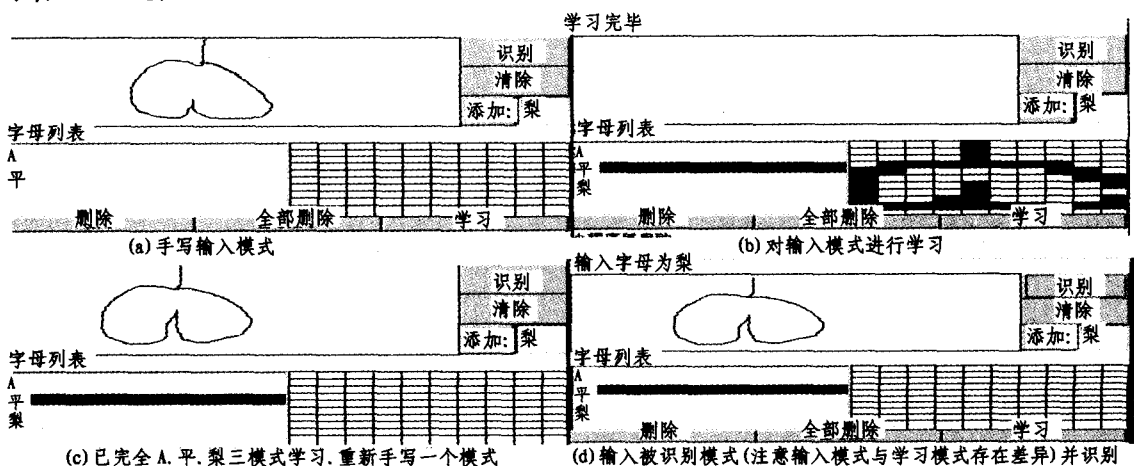 学习完毕
识别
清除
添加: 梨
字母列表
A
平
删除
全部删除
学习
(a)手写输入模式
识别
清除
添加: 梨
字母列表
A
平
梨
删除
全部删除
学习
(b)对输入模式进行学习
识别
清除
添加: 梨
字母列表
A
平
梨
(c)已完全 A, 平, 梨三模式学习, 重新手写一个模式
输入字母为梨
识别
清除
添加: 梨
字母列表
A
平
梨
删除
全部删除
学习
(d)输入被识别模式(注意输入模式与学习模式存在差异)并识别